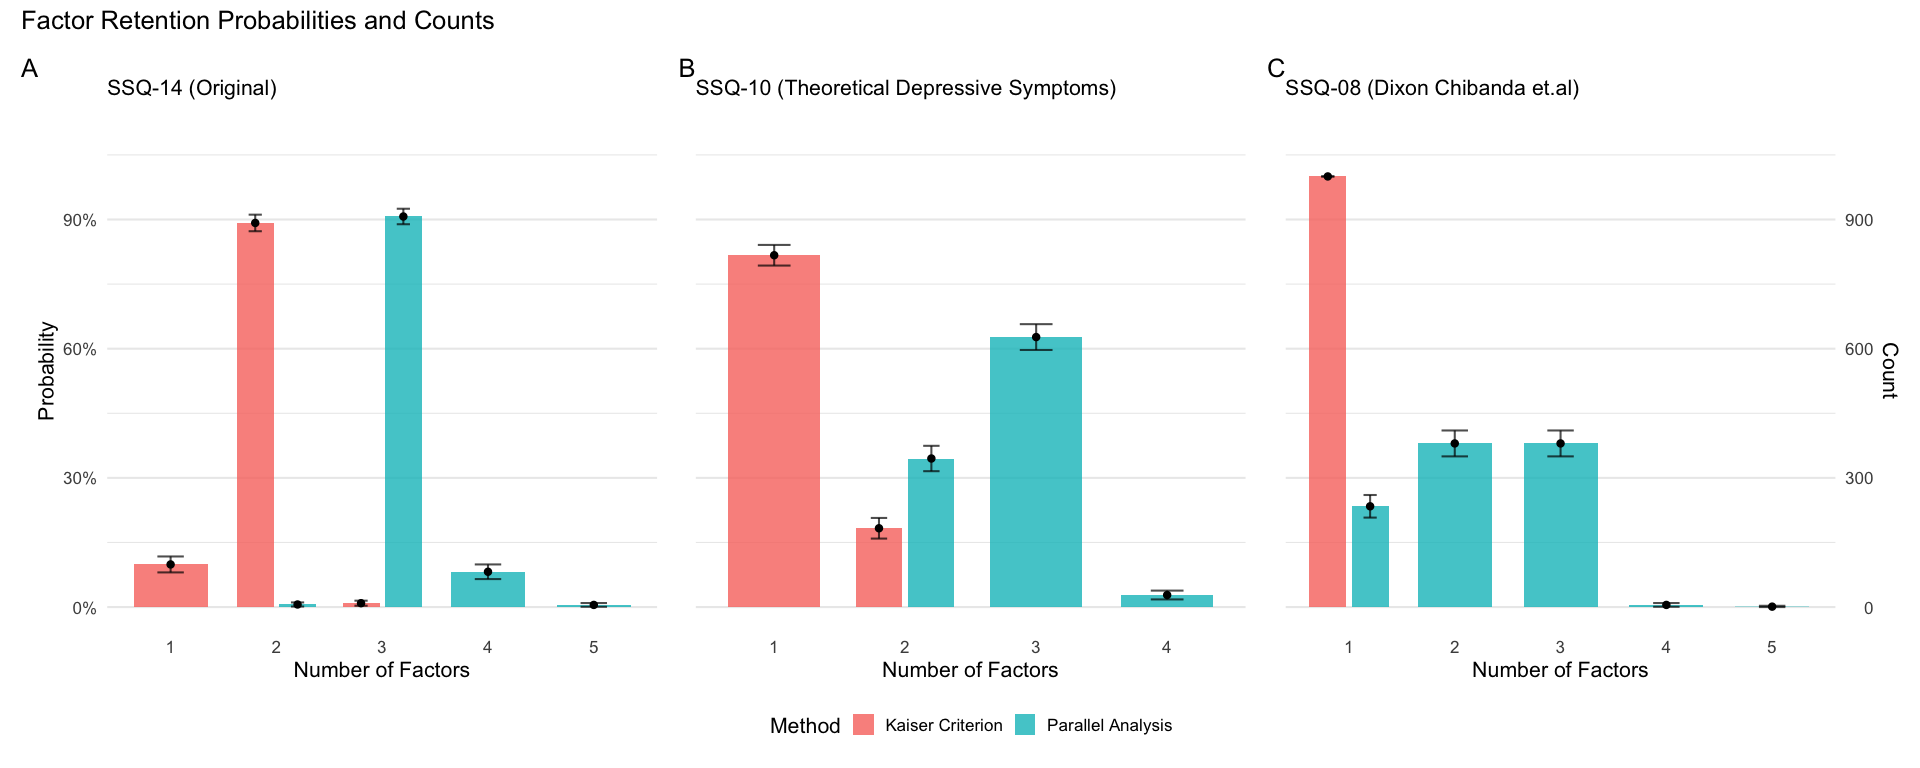 Factor Retention Probabilities and Counts
A
SSQ-14 (Original)
B
SSQ-10 (Theoretical Depressive Symptoms)
C
SSQ-08 (Dixon Chibanda et.al)
Probability
90%
60%
30%
0%
1 2 3 4 5
Number of Factors
1 2 3 4
Number of Factors
1 2 3 4 5
Number of Factors
900
600
300
0
Count
Method Kaiser Criterion Parallel Analysis